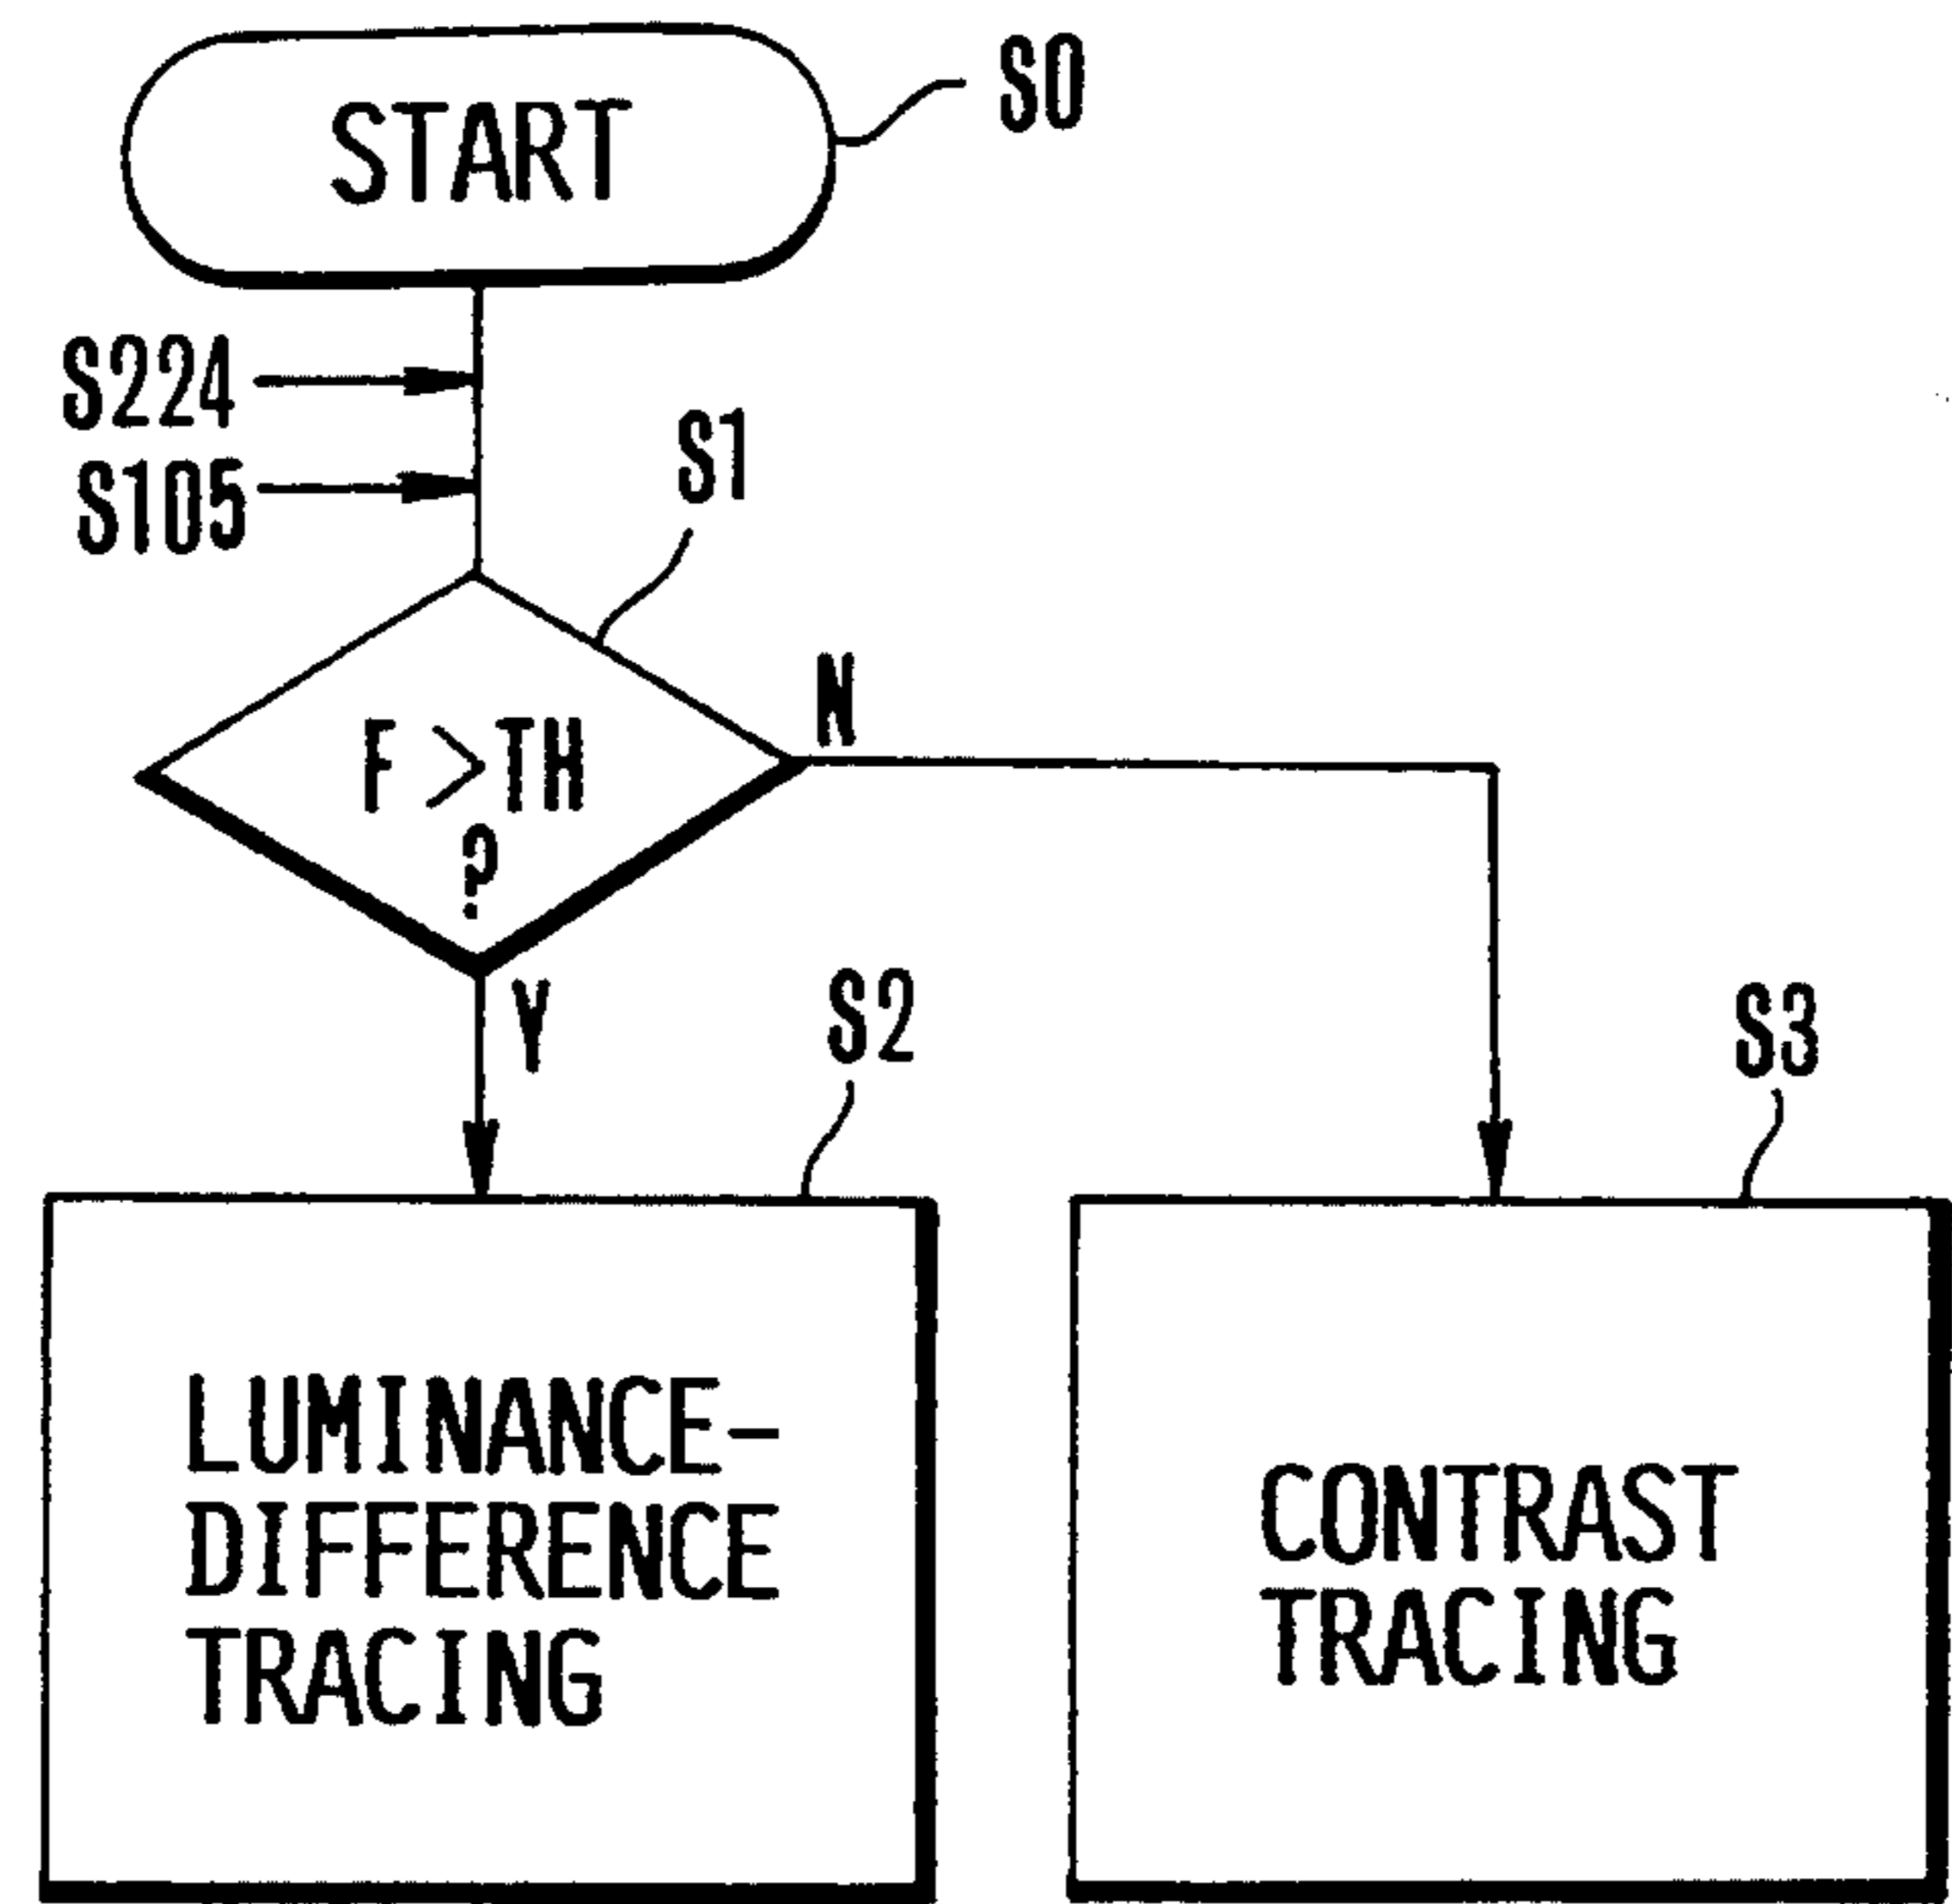 START
S0
S224
S105
S1
F >TH
?
N
Y
S2
S3
LUMINANCE-
DIFFERENCE
TRACING
CONTRAST
TRACING